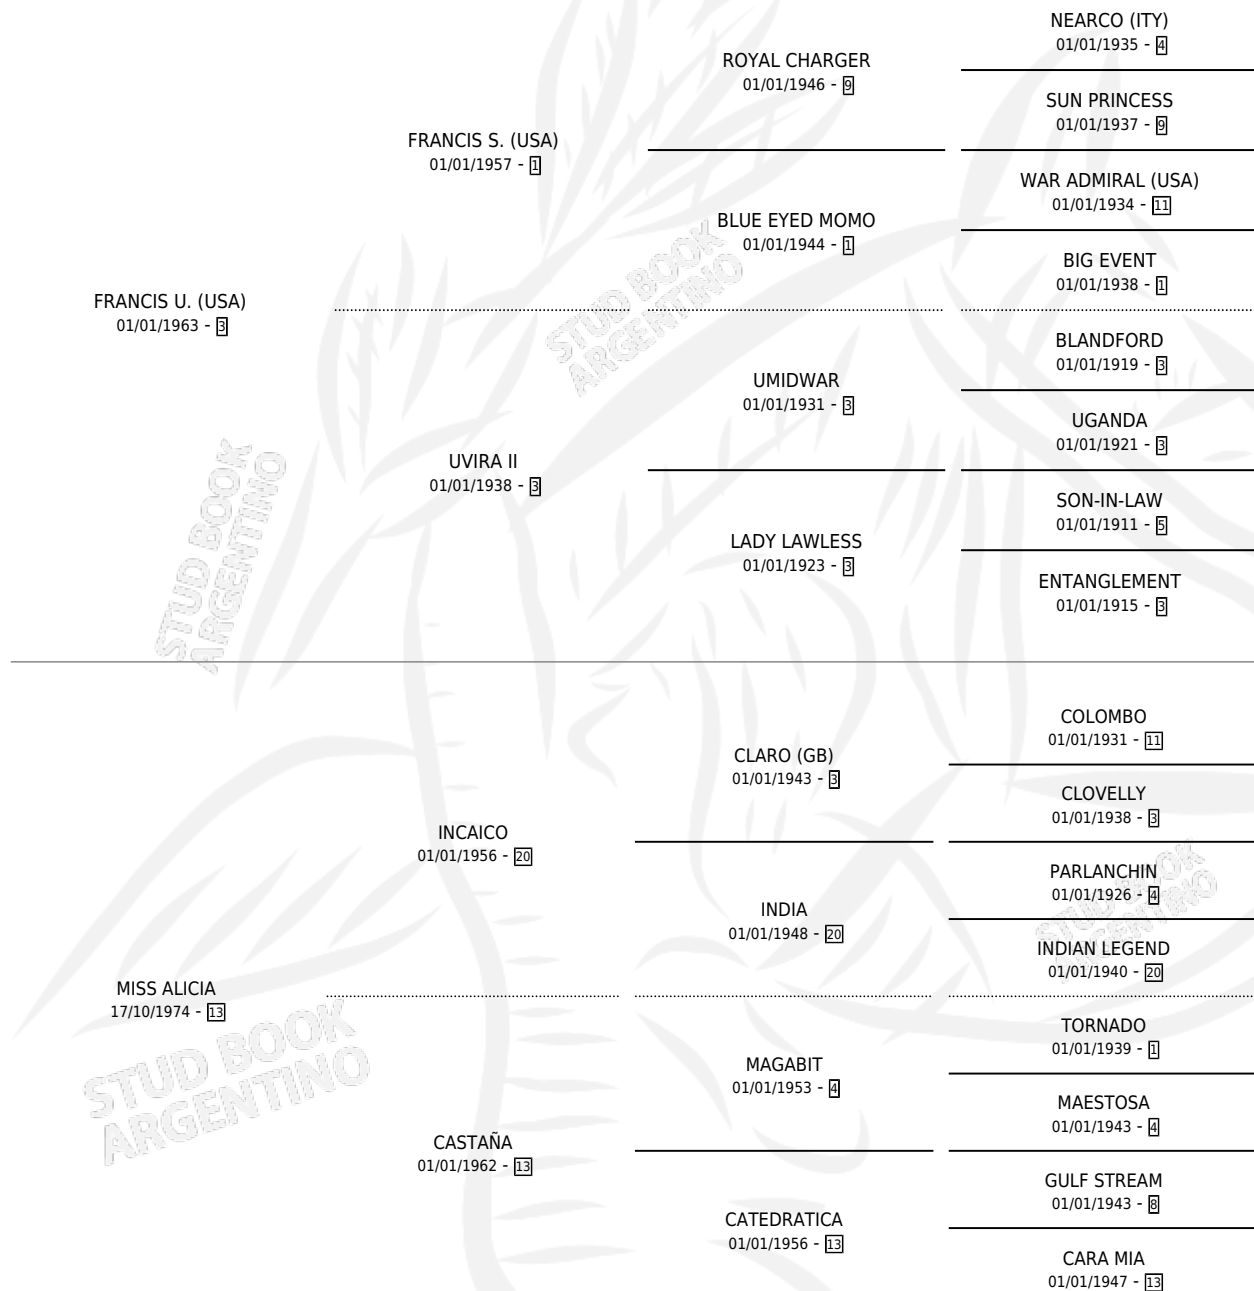 NEARCO (ITY)
01/01/1935 - 4
ROYAL CHARGER
01/01/1946 - 9
SUN PRINCESS
01/01/1937 - 9
FRANCIS S. (USA)
01/01/1957 - 1
WAR ADMIRAL (USA)
01/01/1934 - 11
BLUE EYED MOMO
01/01/1944 - 1
BIG EVENT
01/01/1938 - 1
FRANCIS U. (USA)
01/01/1963 - 3
STUD BOOK
ARGENTINO
BLANDFORD
01/01/1919 - 3
UMIDWAR
01/01/1931 - 3
UGANDA
01/01/1921 - 3
UVIRA II
01/01/1938 - 3
SON-IN-LAW
01/01/1911 - 5
LADY LAWLESS
01/01/1923 - 3
ENTANGLEMENT
01/01/1915 - 3
STUD BOOK
ARGENTINO
COLOMBO
01/01/1931 - 11
CLARO (GB)
01/01/1943 - 3
CLOVELLY
01/01/1938 - 3
INCAICO
01/01/1956 - 20
PARLANCHIN
01/01/1926 - 4
INDIA
01/01/1948 - 20
INDIAN LEGEND
01/01/1940 - 20
STUD BOOK
ARGENTINO
MISS ALICIA
17/10/1974 - 13
STUD BOOK
ARGENTINO
TORNADO
01/01/1939 - 1
MAGABIT
01/01/1953 - 4
MAESTOSA
01/01/1943 - 4
CASTAÑA
01/01/1962 - 13
GULF STREAM
01/01/1943 - 8
CATEDRATICA
01/01/1956 - 13
CARA MIA
01/01/1947 - 13